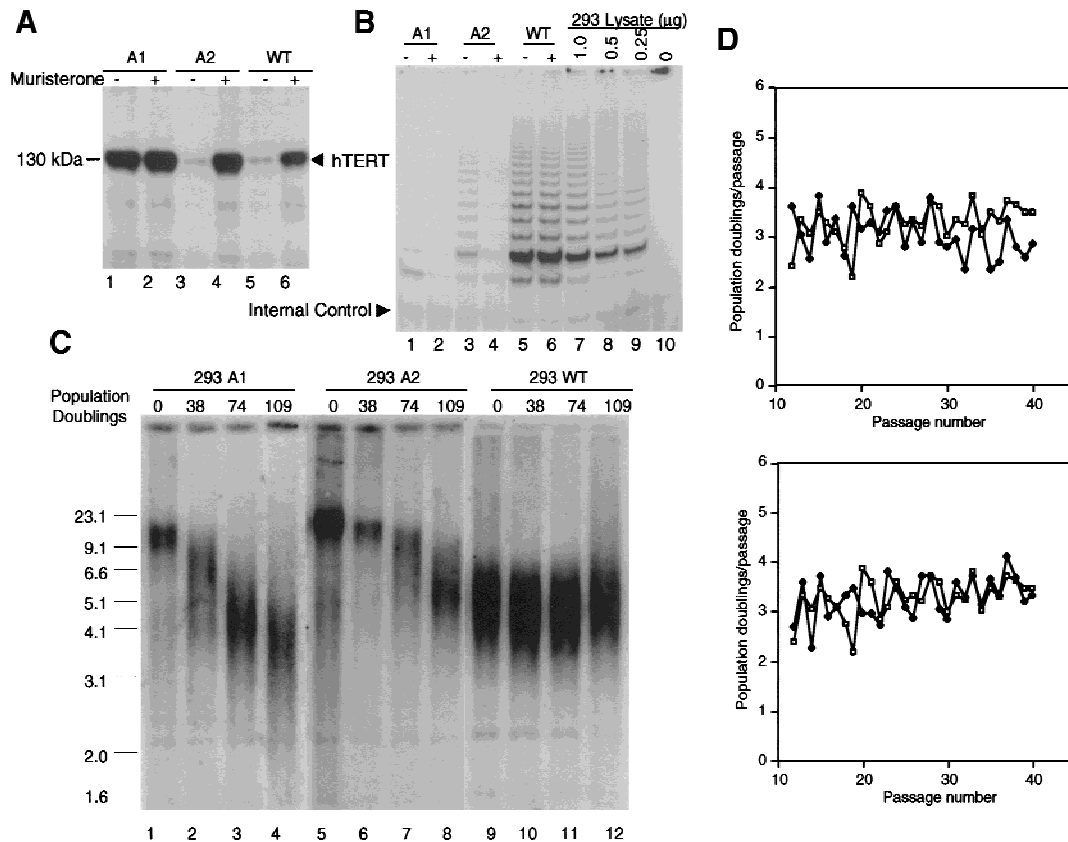 A
A1 A2 WT
Muristerone - + - + - + 
130 kDa hTERT
1 2 3 4 5 6
B
293 Lysate (µg)
A1 A2 WT
- + - + - + 1.0 0.5 0.25 0
Internal Control
1 2 3 4 5 6 7 8 9 10
C
293 A1 293 A2 293 WT
Population
Doublings
0 38 74 109 0 38 74 109 0 38 74 109
23.1
9.1
6.6
5.1
4.1
3.1
2.0
1.6
1 2 3 4 5 6 7 8 9 10 11 12
D
6
5
4
3
2
1
0
Population doublings/passage
10 20 30 40
Passage number
6
5
4
3
2
1
0
Population doublings/passage
10 20 30 40
Passage number